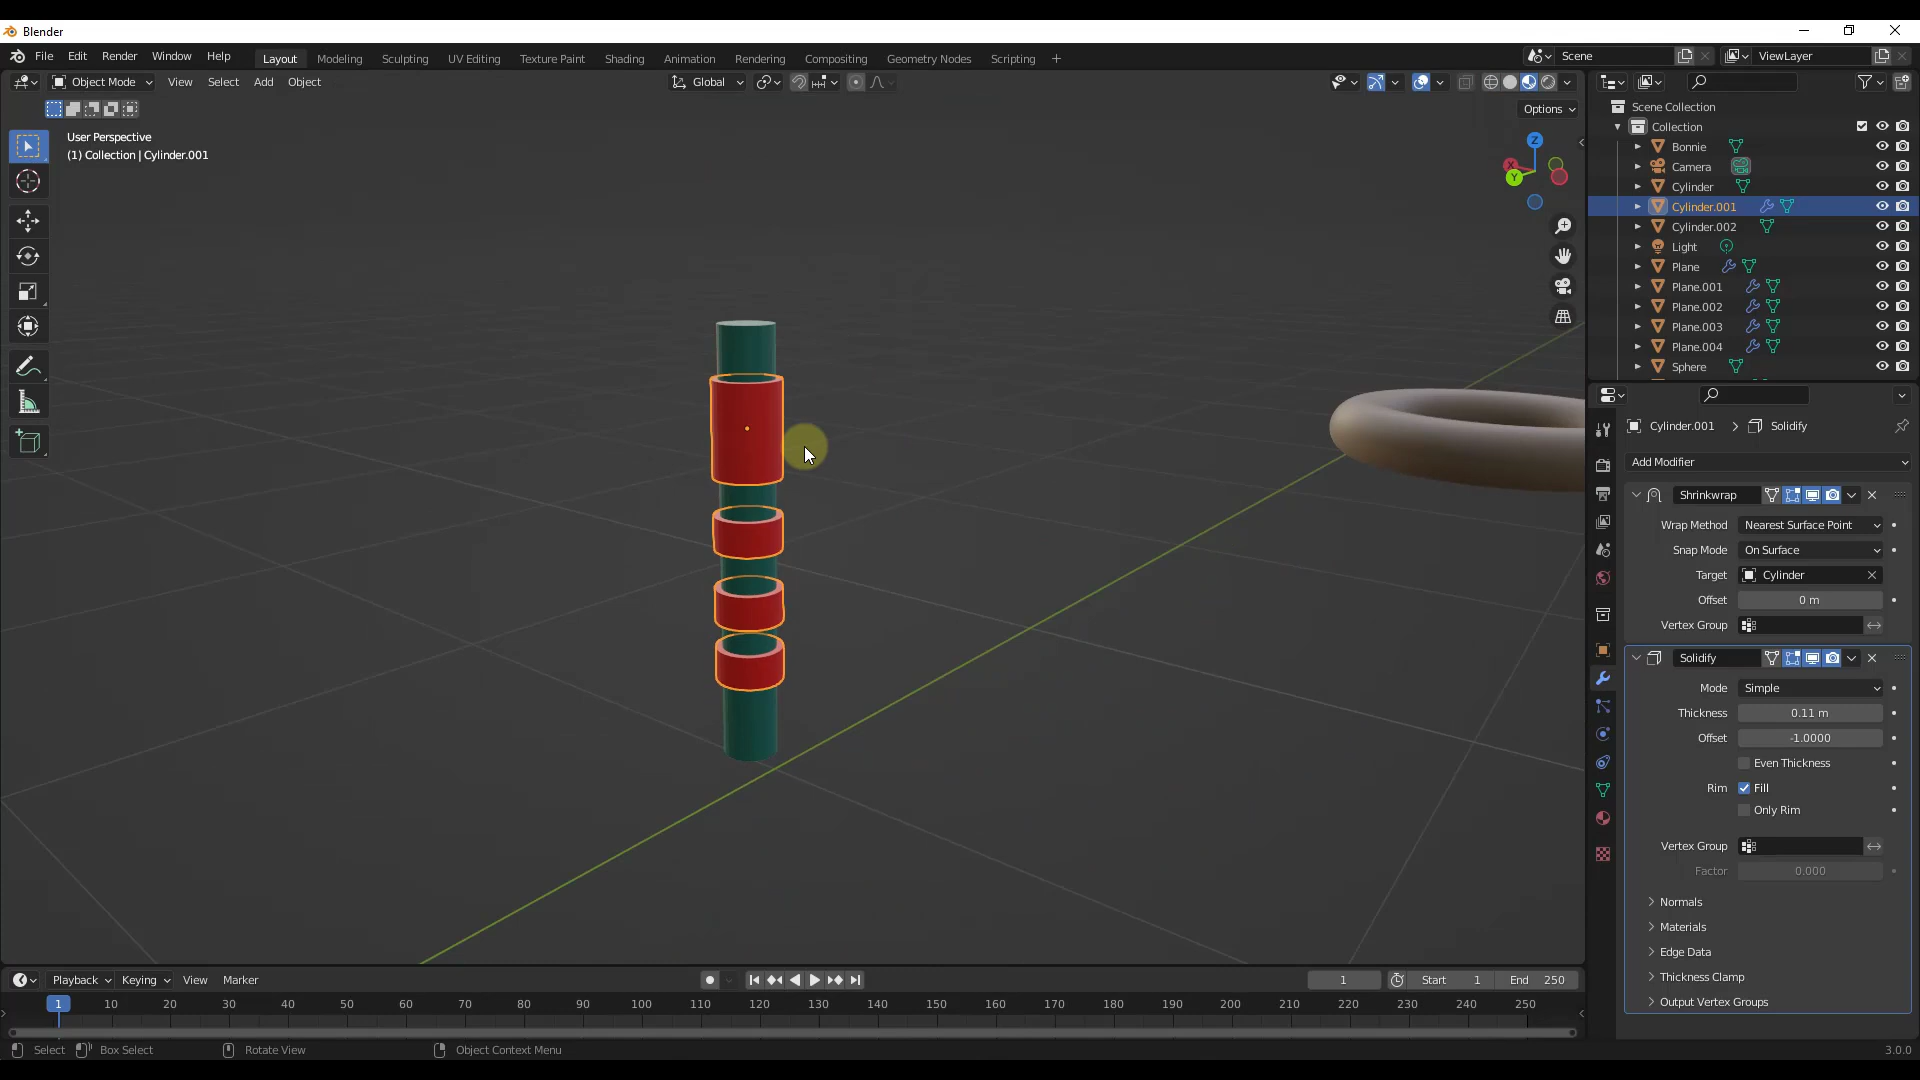 Blender
File Edit Render Window Help Layout Modeling Sculpting UV Editing Texture Paint Shading Animation Rendering Compositing Geometry Nodes Scripting + Scene ViewLayer
Object Mode View Select Add Object Global
Options
User Perspective
(1) Collection | Cylinder.001
Z
X
Y
Scene Collection
Collection
Bonnie
Camera
Cylinder
Cylinder.001
Cylinder.002
Light
Plane
Plane.001
Plane.002
Plane.003
Plane.004
Sphere
Cylinder.001 > Solidify
Add Modifier
Shrinkwrap
Wrap Method Nearest Surface Point
Snap Mode On Surface
Target Cylinder
Offset 0 m
Vertex Group
Solidify
Mode Simple
Thickness 0.11 m
Offset -1.0000
Even Thickness
Rim Fill
Only Rim
Vertex Group
Factor 0.000
Normals
Materials
Edge Data
Thickness Clamp
Output Vertex Groups
Playback Keying View Marker 1 Start 1 End 250
1 10 20 30 40 50 60 70 80 90 100 110 120 130 140 150 160 170 180 190 200 210 220 230 240 250
Select Box Select Rotate View Object Context Menu 3.0.0